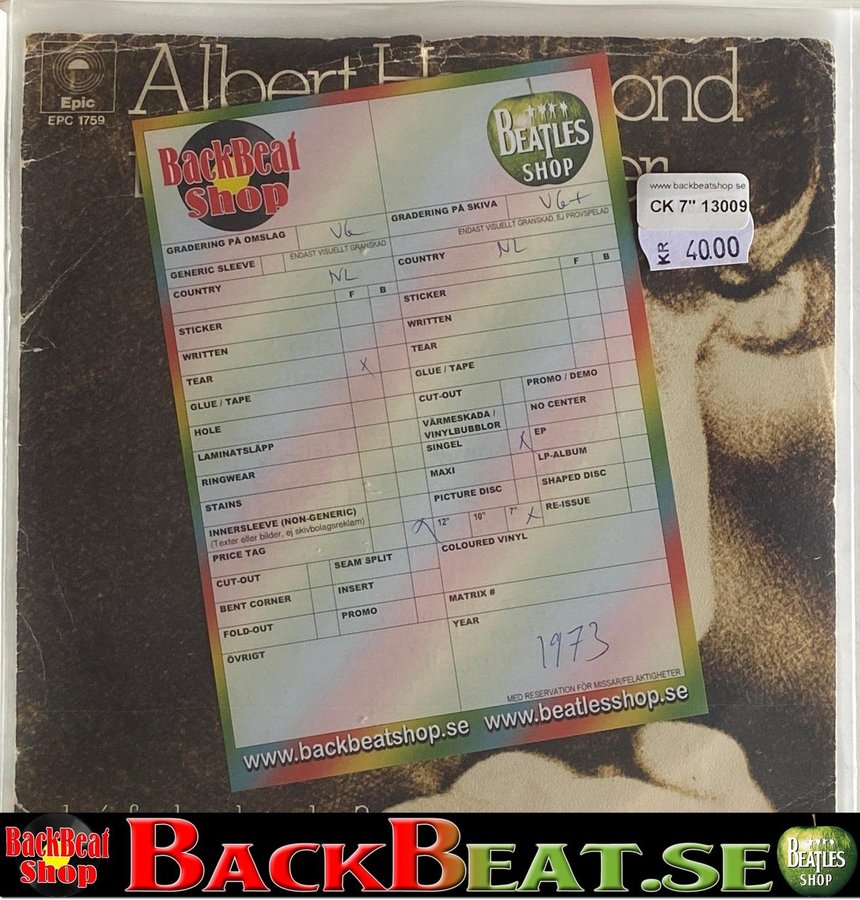 Epic
EPC 1759
Albert H ond
er
BackBeat
Shop
BEATLES
SHOP
www.backbeatshop.se
CK 7" 13009
KR 40.00
GRADERING PÅ OMSLAG VG
ENDAST VISUELLT GRANSKAD
GENERIC SLEEVE
COUNTRY NL
F B
STICKER
WRITTEN
TEAR X
GLUE / TAPE
HOLE
LAMINATSLÄPP
RINGWEAR
STAINS
INNERSLEEVE (NON-GENERIC)
(Texter eller bilder, ej skivbolagsreklam)
PRICE TAG
CUT-OUT SEAM SPLIT
BENT CORNER INSERT
FOLD-OUT PROMO
ÖVRIGT
GRADERING PÅ SKIVA VG+
ENDAST VISUELLT GRANSKAD, EJ PROVSPELAD
COUNTRY NL
F B
STICKER
WRITTEN
TEAR
GLUE / TAPE
CUT-OUT PROMO / DEMO
VÄRMESKADA /
VINYLBUBBLOR NO CENTER
SINGEL X EP
MAXI LP-ALBUM
PICTURE DISC SHAPED DISC
12" 10" 7" X RE-ISSUE
COLOURED VINYL
MATRIX #
YEAR
1973
MED RESERVATION FÖR MISSAR/FELAKTIGHETER
www.backbeatshop.se www.beatlesshop.se
BackBeat
Shop
BACKBEAT.SE
BEATLES
SHOP